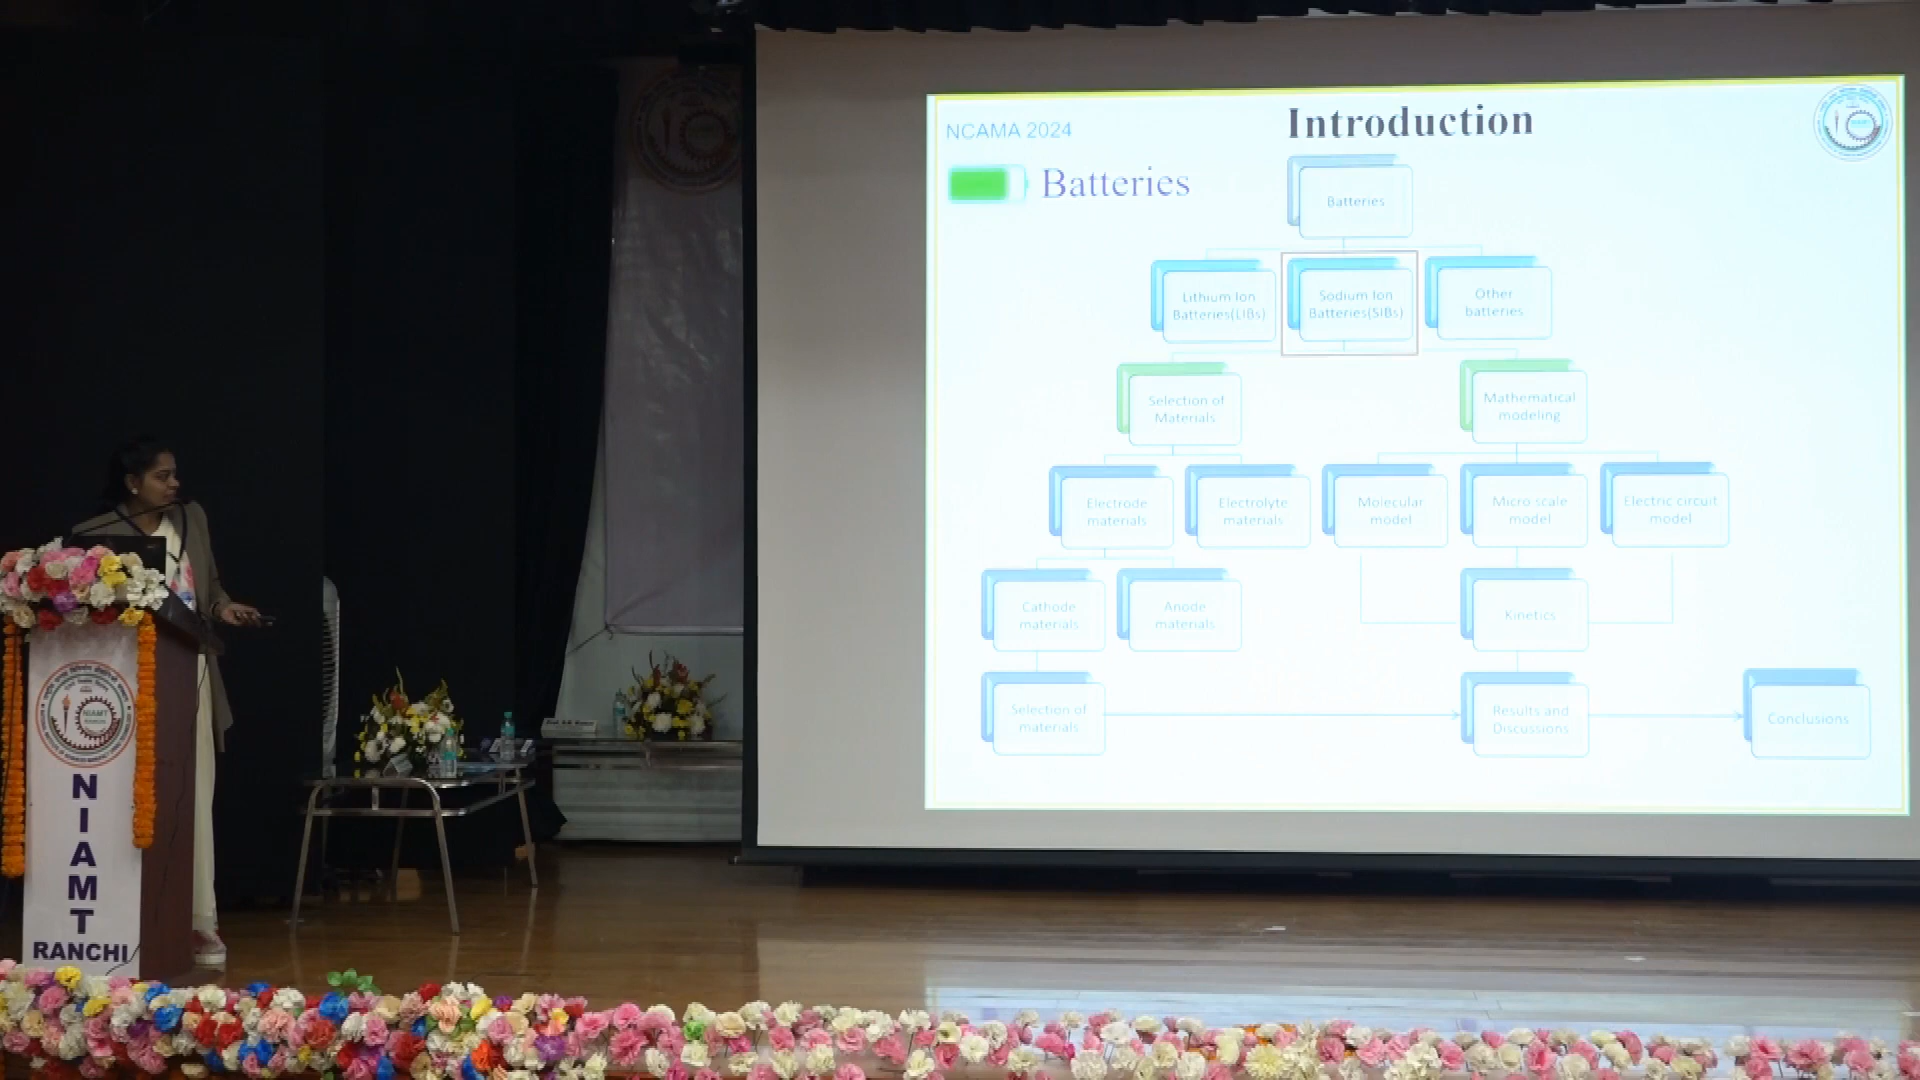 NCAMA 2024
Introduction
Batteries
Batteries
Lithium Ion
Batteries(LIBs)
Sodium Ion
Batteries(SIBs)
Other
batteries
Selection of
Materials
Mathematical
modeling
Electrode
materials
Electrolyte
materials
Molecular
model
Micro scale
model
Electric circuit
model
Cathode
materials
Anode
materials
Kinetics
Selection of
materials
Results and
Discussions
Conclusions
NIAMT
N
I
A
M
T
RANCHI